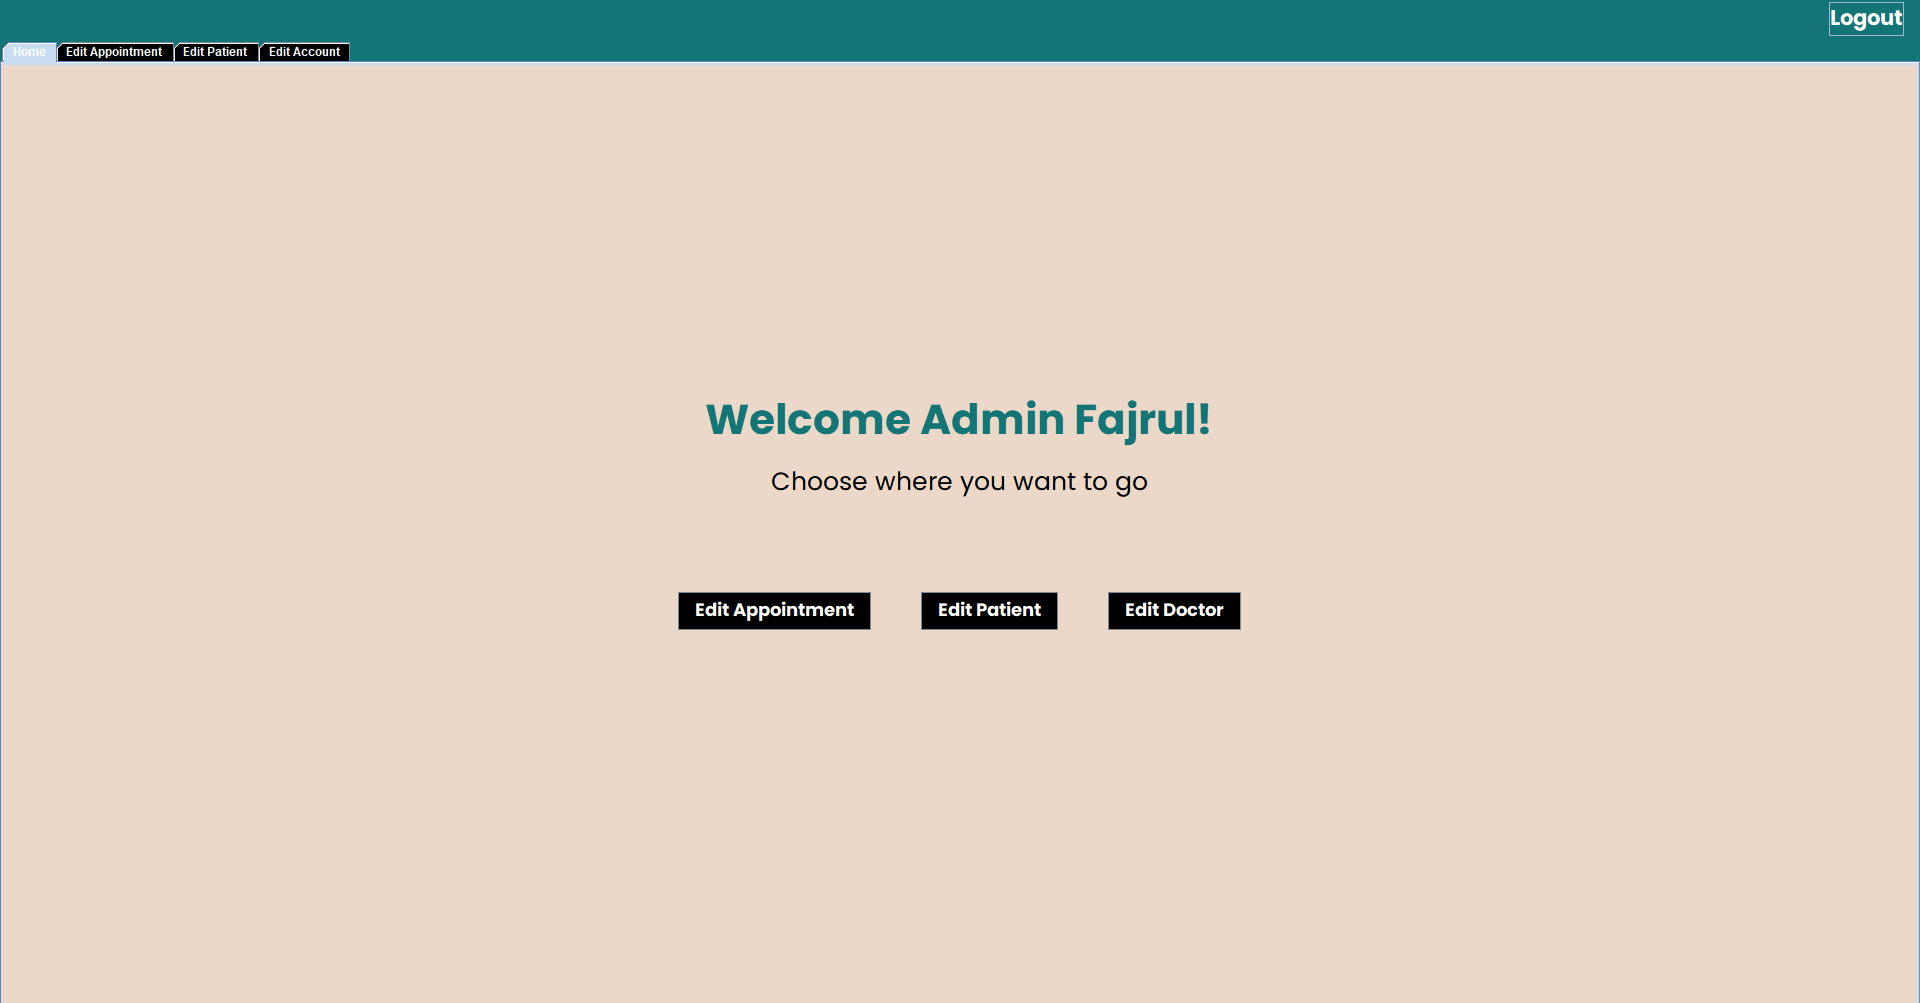 Logout
Home Edit Appointment Edit Patient Edit Account
Welcome Admin Fajrul!
Choose where you want to go
Edit Appointment Edit Patient Edit Doctor